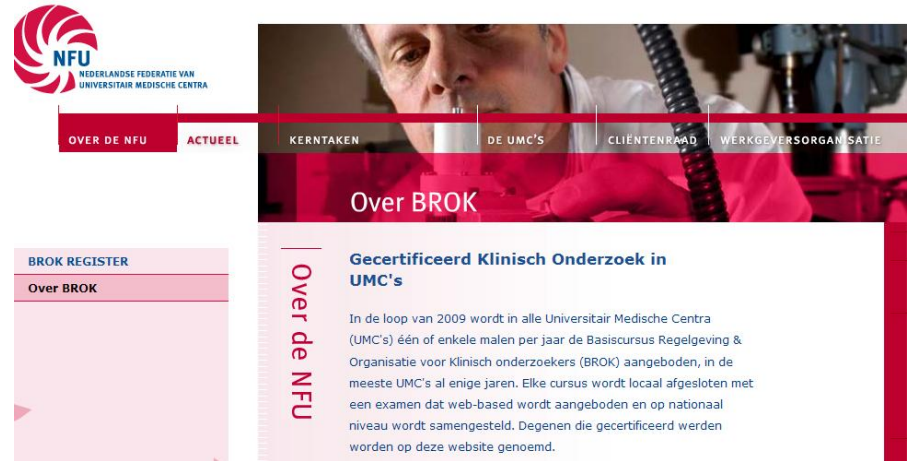 NFU
NEDERLANDSE FEDERATIE VAN
UNIVERSITAIR MEDISCHE CENTRA
OVER DE NFU
ACTUEEL
KERNTAKEN
DE UMC'S
CLIËNTENRAAD
WERKGEVERSORGANISATIE
Over BROK
BROK REGISTER
Over BROK
Over de NFU
Gecertificeerd Klinisch Onderzoek in
UMC's
In de loop van 2009 wordt in alle Universitair Medische Centra
(UMC's) één of enkele malen per jaar de Basiscursus Regelgeving &
Organisatie voor Klinisch onderzoekers (BROK) aangeboden, in de
meeste UMC's al enige jaren. Elke cursus wordt locaal afgesloten met
een examen dat web-based wordt aangeboden en op nationaal
niveau wordt samengesteld. Degenen die gecertificeerd werden
worden op deze website genoemd.